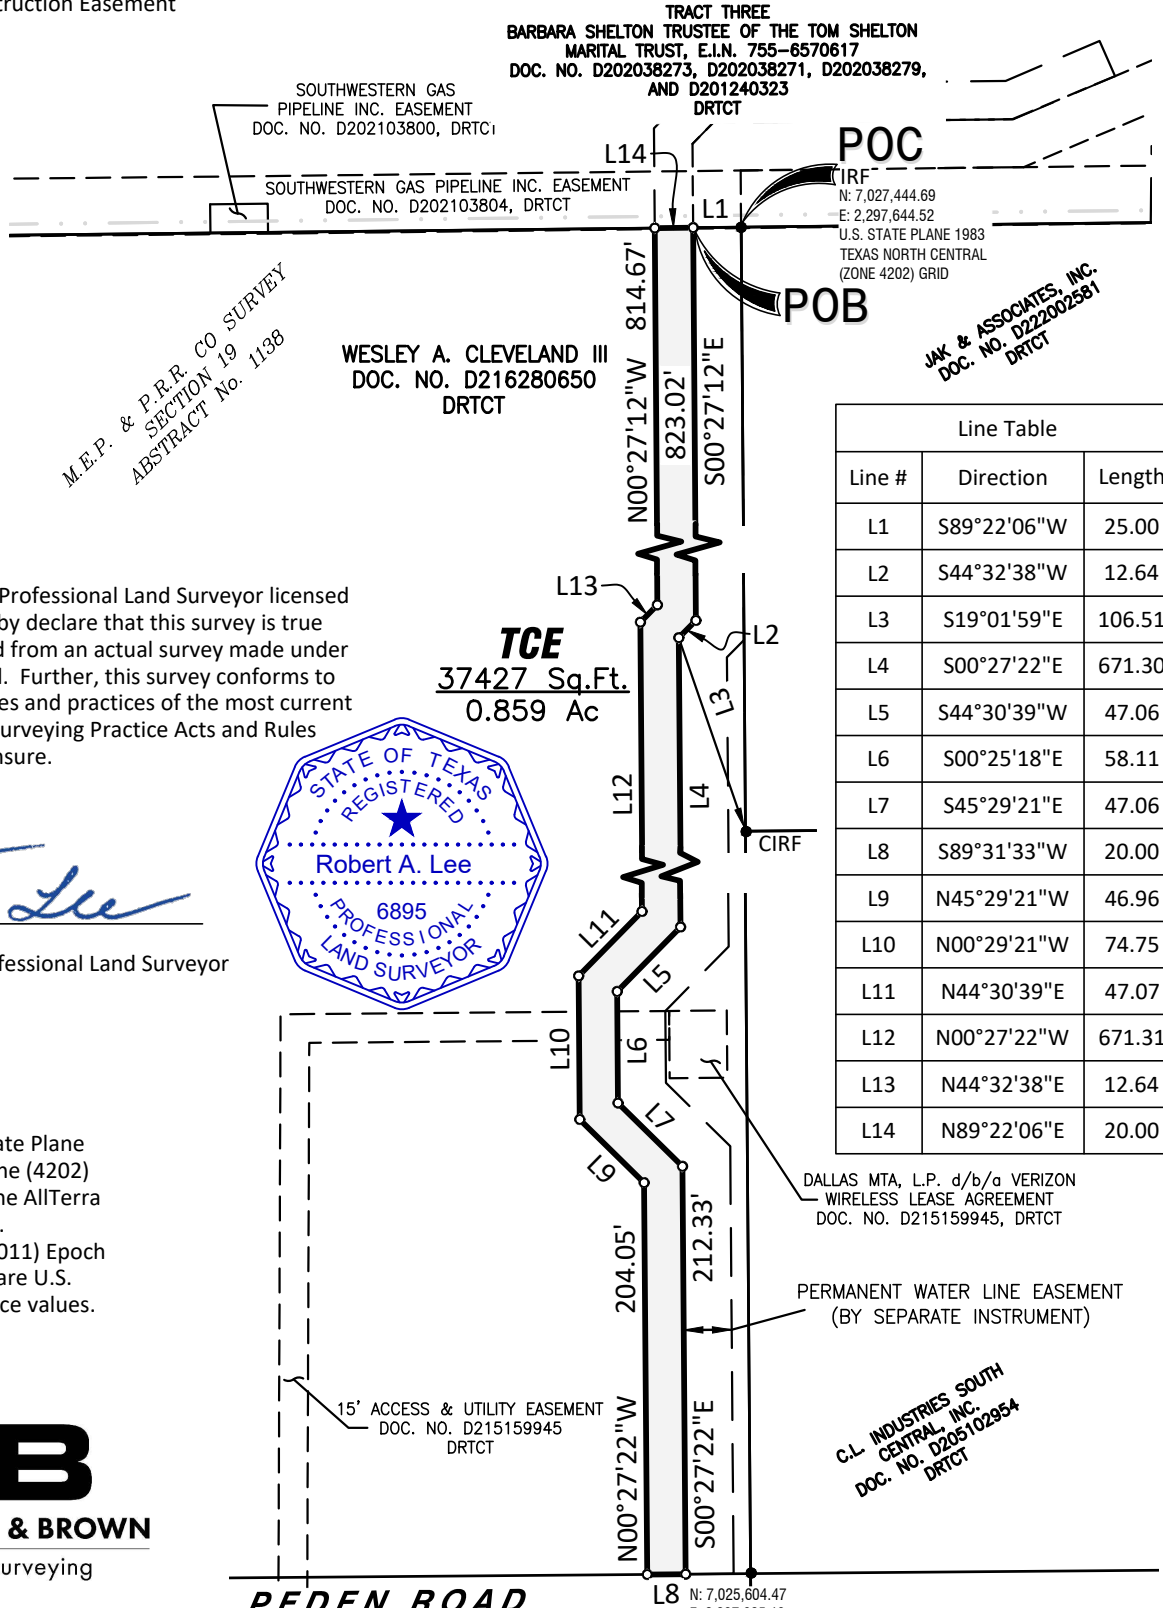 struction Easement
TRACT THREE
BARBARA SHELTON TRUSTEE OF THE TOM SHELTON
MARITAL TRUST, E.I.N. 755-6570617
DOC. NO. D202038273, D202038271, D202038279,
AND D201240323
DRTCT
SOUTHWESTERN GAS
PIPELINE INC. EASEMENT
DOC. NO. D202103800, DRTCT
SOUTHWESTERN GAS PIPELINE INC. EASEMENT
DOC. NO. D202103804, DRTCT
L14
L1
POC
IRF
N: 7,027,444.69
E: 2,297,644.52
U.S. STATE PLANE 1983
TEXAS NORTH CENTRAL
(ZONE 4202) GRID
POB
M.E.P. & P.R.R. CO SURVEY
SECTION 19
ABSTRACT No. 1138
WESLEY A. CLEVELAND III
DOC. NO. D216280650
DRTCT
N00°27'12"W 814.67'
823.02'
S00°27'12"E
JAK & ASSOCIATES, INC.
DOC. NO. D222002581
DRTCT
Line Table
Line # Direction Length
L1 S89°22'06"W 25.00
L2 S44°32'38"W 12.64
L3 S19°01'59"E 106.51
L4 S00°27'22"E 671.30
L5 S44°30'39"W 47.06
L6 S00°25'18"E 58.11
L7 S45°29'21"E 47.06
L8 S89°31'33"W 20.00
L9 N45°29'21"W 46.96
L10 N00°29'21"W 74.75
L11 N44°30'39"E 47.07
L12 N00°27'22"W 671.31
L13 N44°32'38"E 12.64
L14 N89°22'06"E 20.00
Professional Land Surveyor licensed
by declare that this survey is true
d from an actual survey made under
l. Further, this survey conforms to
es and practices of the most current
Surveying Practice Acts and Rules
nsure.
L13
L2
TCE
37427 Sq.Ft.
0.859 Ac
L3
L12
L4
CIRF
STATE OF TEXAS
REGISTERED
Robert A. Lee
6895
PROFESSIONAL
LAND SURVEYOR
Lee
ofessional Land Surveyor
L11
L5
L10
L6
L7
L9
ate Plane
ne (4202)
he AllTerra
.
011) Epoch
are U.S.
ce values.
DALLAS MTA, L.P. d/b/a VERIZON
WIRELESS LEASE AGREEMENT
DOC. NO. D215159945, DRTCT
N00°27'22"W 204.05'
S00°27'22"E 212.33'
PERMANENT WATER LINE EASEMENT
(BY SEPARATE INSTRUMENT)
15' ACCESS & UTILITY EASEMENT
DOC. NO. D215159945
DRTCT
C.L. INDUSTRIES SOUTH
CENTRAL, INC.
DOC. NO. D205102954
DRTCT
B
& BROWN
urveying
PEDEN ROAD
L8
N: 7,025,604.47